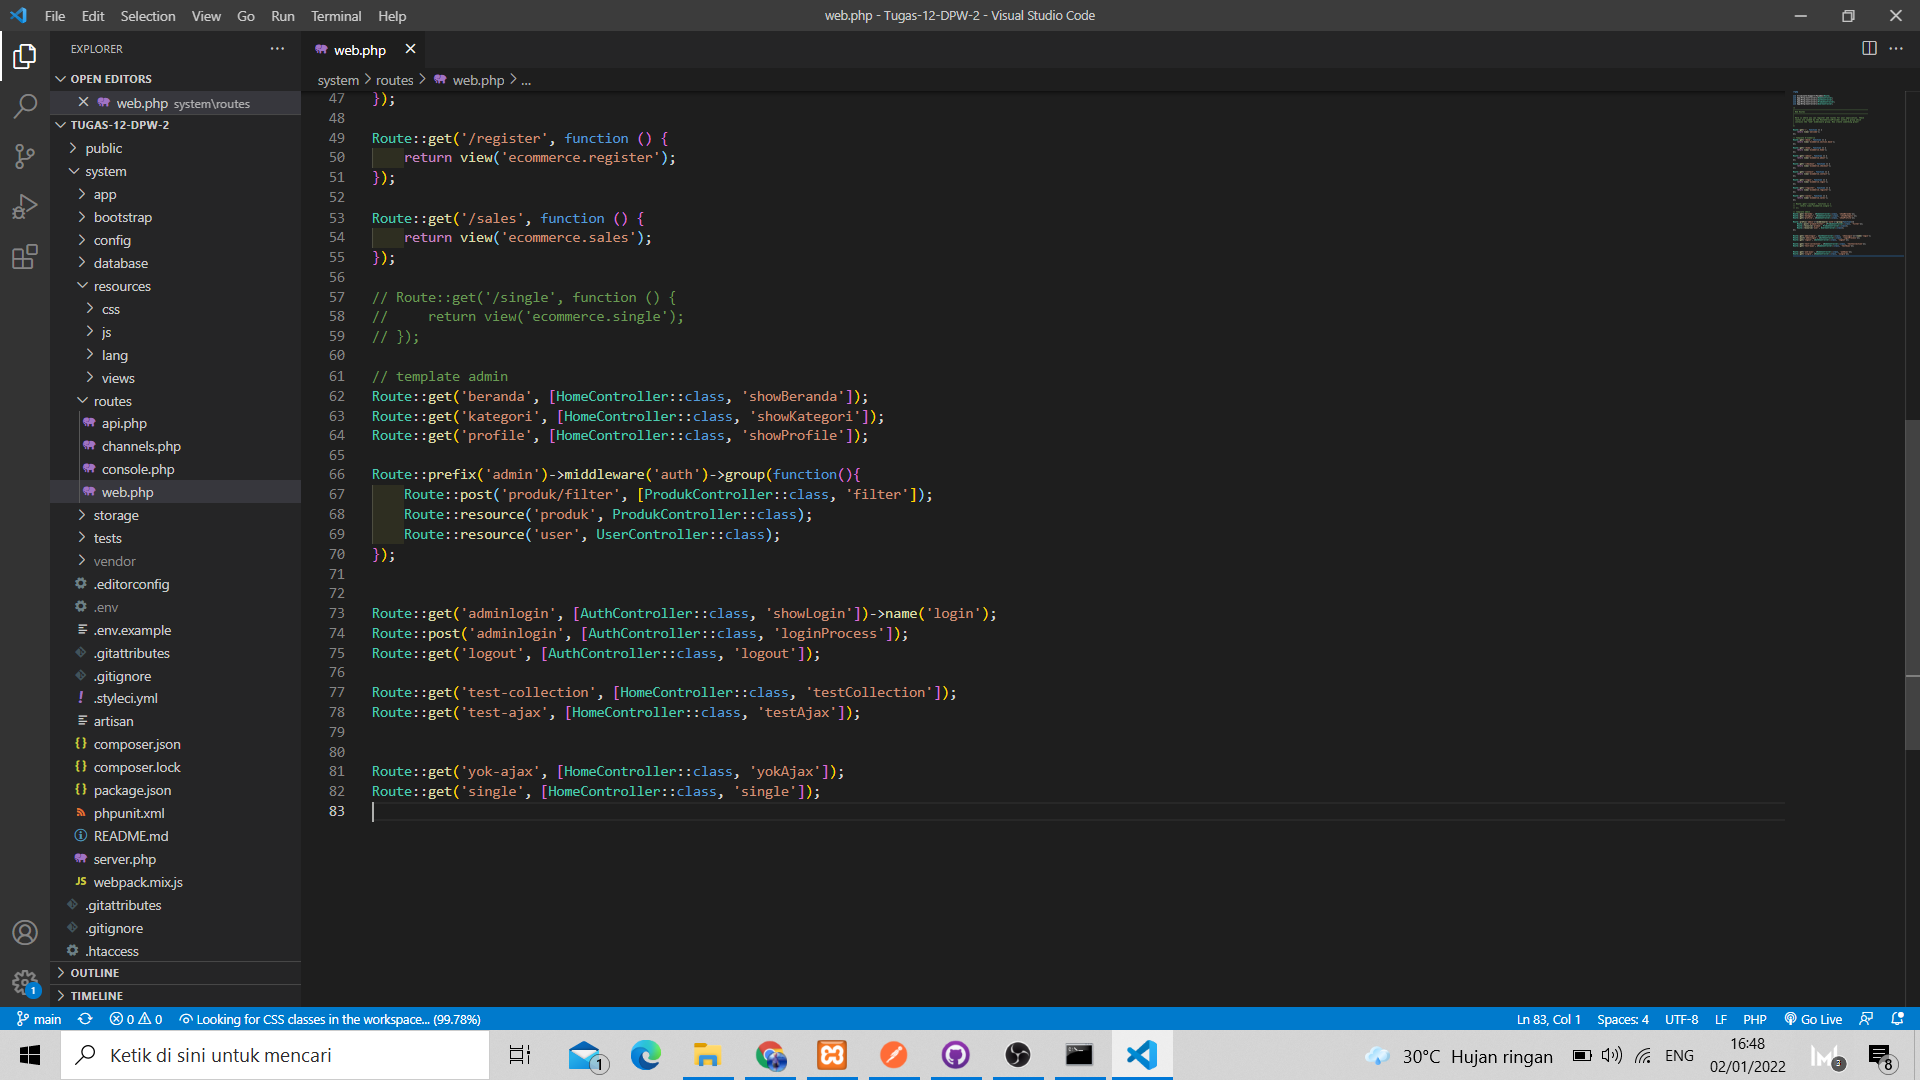 File Edit Selection View Go Run Terminal Help
web.php - Tugas-12-DPW-2 - Visual Studio Code
EXPLORER
OPEN EDITORS
web.php system\routes
TUGAS-12-DPW-2
public
system
app
bootstrap
config
database
resources
css
js
lang
views
routes
api.php
channels.php
console.php
web.php
storage
tests
vendor
.editorconfig
.env
.env.example
.gitattributes
.gitignore
.styleci.yml
artisan
composer.json
composer.lock
package.json
phpunit.xml
README.md
server.php
webpack.mix.js
.gitattributes
.gitignore
.htaccess
OUTLINE
TIMELINE
1
web.php
system > routes > web.php > ...
47 });
48
49 Route::get('/register', function () {
50     return view('ecommerce.register');
51 });
52
53 Route::get('/sales', function () {
54     return view('ecommerce.sales');
55 });
56
57 // Route::get('/single', function () {
58 //     return view('ecommerce.single');
59 // });
60
61 // template admin
62 Route::get('beranda', [HomeController::class, 'showBeranda']);
63 Route::get('kategori', [HomeController::class, 'showKategori']);
64 Route::get('profile', [HomeController::class, 'showProfile']);
65
66 Route::prefix('admin')->middleware('auth')->group(function(){
67     Route::post('produk/filter', [ProdukController::class, 'filter']);
68     Route::resource('produk', ProdukController::class);
69     Route::resource('user', UserController::class);
70 });
71
72
73 Route::get('adminlogin', [AuthController::class, 'showLogin'])->name('login');
74 Route::post('adminlogin', [AuthController::class, 'loginProcess']);
75 Route::get('logout', [AuthController::class, 'logout']);
76
77 Route::get('test-collection', [HomeController::class, 'testCollection']);
78 Route::get('test-ajax', [HomeController::class, 'testAjax']);
79
80
81 Route::get('yok-ajax', [HomeController::class, 'yokAjax']);
82 Route::get('single', [HomeController::class, 'single']);
83
main 0 0 Looking for CSS classes in the workspace... (99.78%)
Ln 83, Col 1 Spaces: 4 UTF-8 LF PHP Go Live
Ketik di sini untuk mencari
1
30°C Hujan ringan
ENG
16:48
02/01/2022
3
8